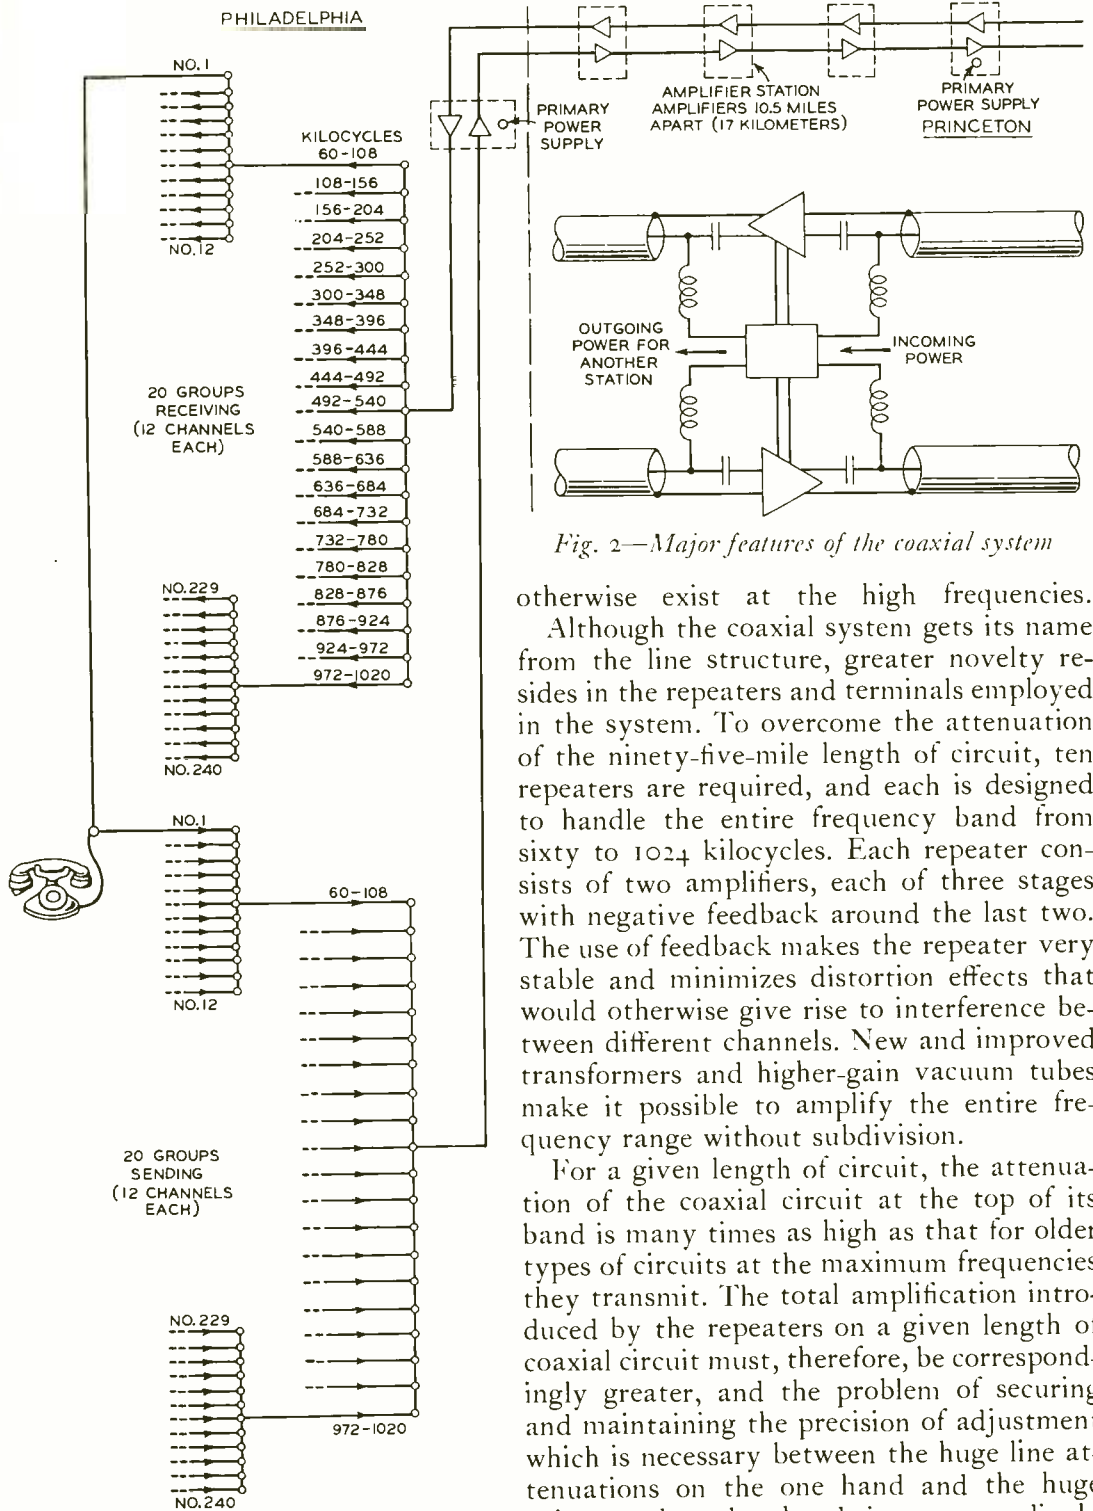 PHILADELPHIA
NO. 1
NO. 12
KILOCYCLES
60-108
108-156
156-204
204-252
252-300
300-348
348-396
396-444
444-492
492-540
540-588
588-636
636-684
684-732
732-780
780-828
828-876
876-924
924-972
972-1020
20 GROUPS
RECEIVING
(12 CHANNELS
EACH)
NO. 229
NO. 240
NO. 1
NO. 12
60-108
20 GROUPS
SENDING
(12 CHANNELS
EACH)
NO. 229
972-1020
NO. 240
PRIMARY
POWER
SUPPLY
AMPLIFIER STATION
AMPLIFIERS 10.5 MILES
APART (17 KILOMETERS)
PRIMARY
POWER SUPPLY
PRINCETON
OUTGOING
POWER FOR
ANOTHER
STATION
INCOMING
POWER
Fig. 2—Major features of the coaxial system
otherwise exist at the high frequencies.
Although the coaxial system gets its name
from the line structure, greater novelty re-
sides in the repeaters and terminals employed
in the system. To overcome the attenuation
of the ninety-five-mile length of circuit, ten
repeaters are required, and each is designed
to handle the entire frequency band from
sixty to 1024 kilocycles. Each repeater con-
sists of two amplifiers, each of three stages
with negative feedback around the last two.
The use of feedback makes the repeater very
stable and minimizes distortion effects that
would otherwise give rise to interference be-
tween different channels. New and improved
transformers and higher-gain vacuum tubes
make it possible to amplify the entire fre-
quency range without subdivision.
For a given length of circuit, the attenua-
tion of the coaxial circuit at the top of its
band is many times as high as that for older
types of circuits at the maximum frequencies
they transmit. The total amplification intro-
duced by the repeaters on a given length of
coaxial circuit must, therefore, be correspond-
ingly greater, and the problem of securing
and maintaining the precision of adjustment
which is necessary between the huge line at-
tenuations on the one hand and the huge